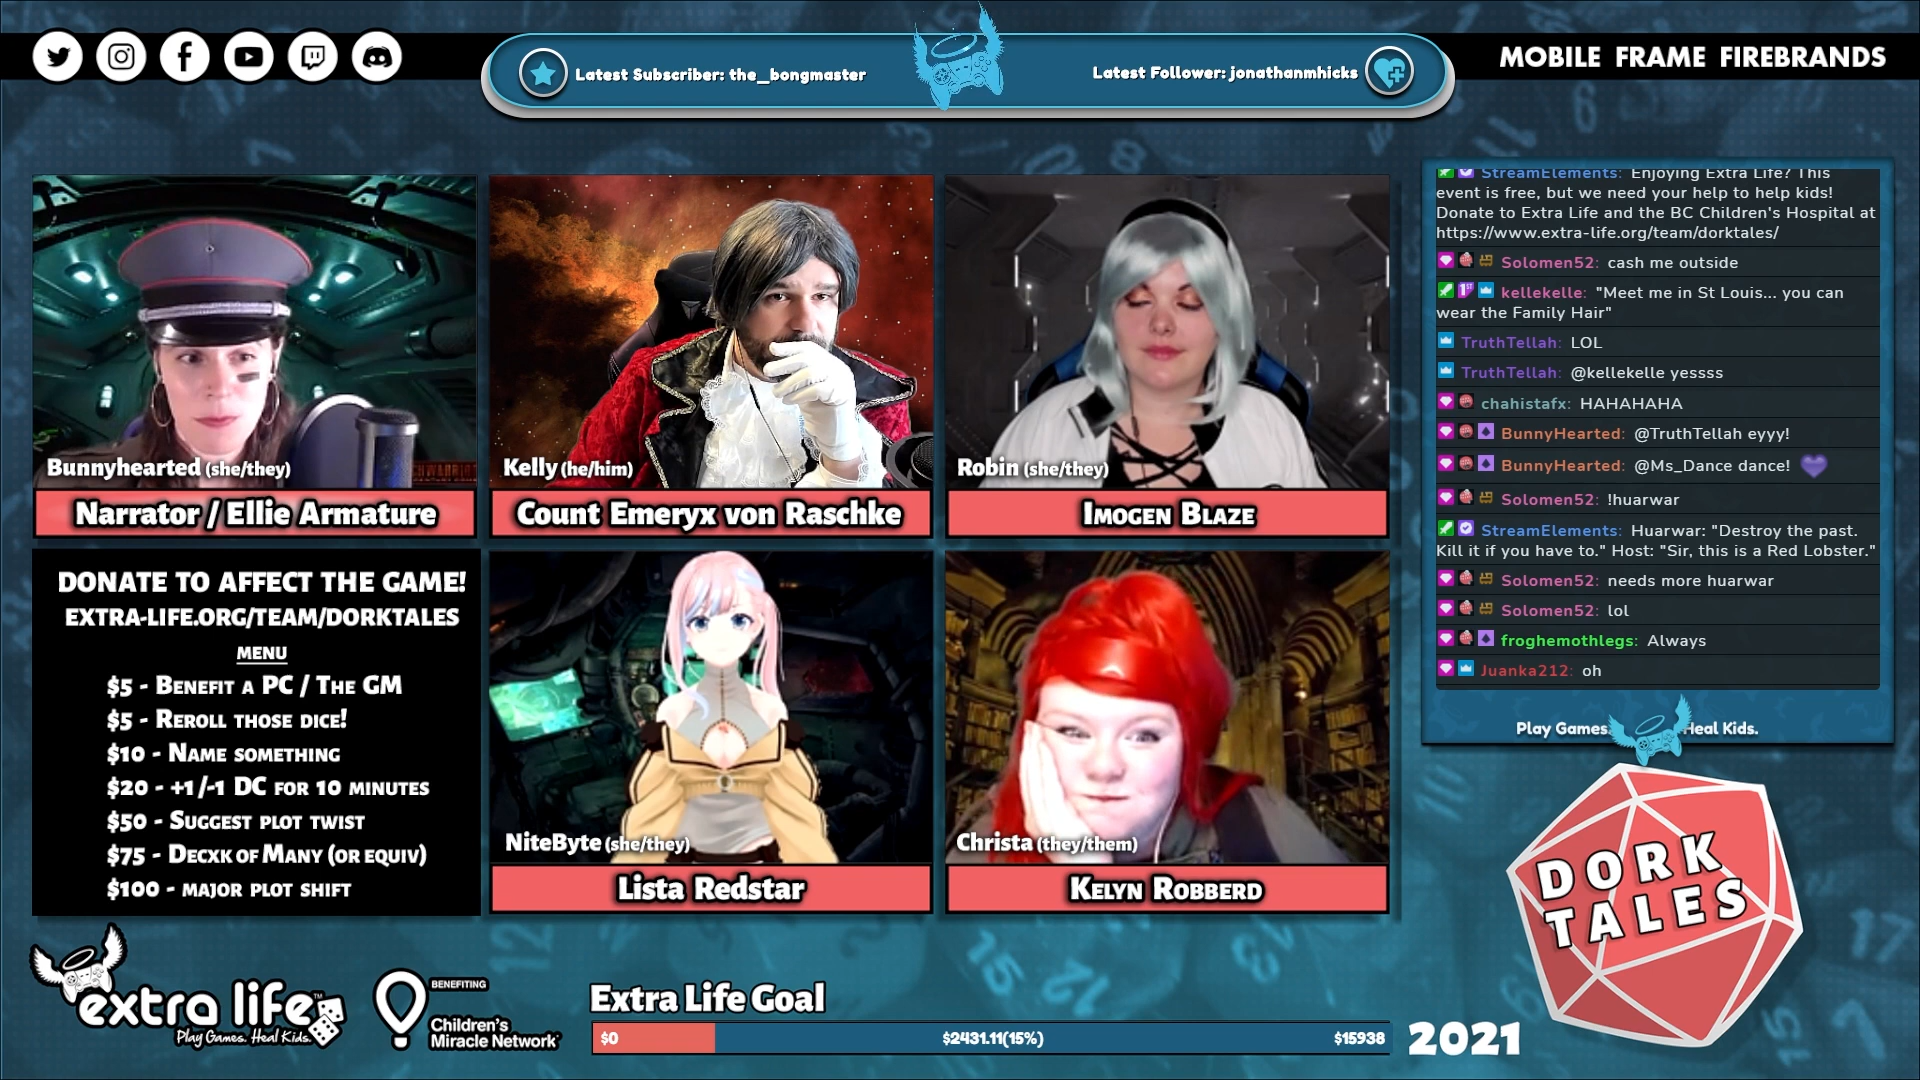 Latest Subscriber: the_bongmaster
Latest Follower: jonathanmhicks
MOBILE FRAME FIREBRANDS
Bunnyhearted (she/they)
Narrator / Ellie Armature
Kelly (he/him)
Count Emeryx von Raschke
Robin (she/they)
Imogen Blaze
DONATE TO AFFECT THE GAME!
EXTRA-LIFE.ORG/TEAM/DORKTALES
MENU
$5 - Benefit a PC / The GM
$5 - Reroll those dice!
$10 - Name something
$20 - +1/-1 DC for 10 minutes
$50 - Suggest plot twist
$75 - Decxk of Many (or equiv)
$100 - major plot shift
NiteByte (she/they)
Lista Redstar
Christa (they/them)
Kelyn Robberd
StreamElements: Enjoying Extra Life? This
event is free, but we need your help to help kids!
Donate to Extra Life and the BC Children's Hospital at
https://www.extra-life.org/team/dorktales/
Solomen52: cash me outside
kellekelle: "Meet me in St Louis... you can
wear the Family Hair"
TruthTellah: LOL
TruthTellah: @kellekelle yessss
chahistafx: HAHAHAHA
BunnyHearted: @TruthTellah eyyy!
BunnyHearted: @Ms_Dance dance!
Solomen52: !huarwar
StreamElements: Huarwar: "Destroy the past.
Kill it if you have to." Host: "Sir, this is a Red Lobster."
Solomen52: needs more huarwar
Solomen52: lol
froghemothlegs: Always
Juanka212: oh
Play Games. Heal Kids.
DORK
TALES
extra life
Play Games. Heal Kids.
BENEFITING
Children's
Miracle Network
Extra Life Goal
$0
$2431.11(15%)
$15938
2021